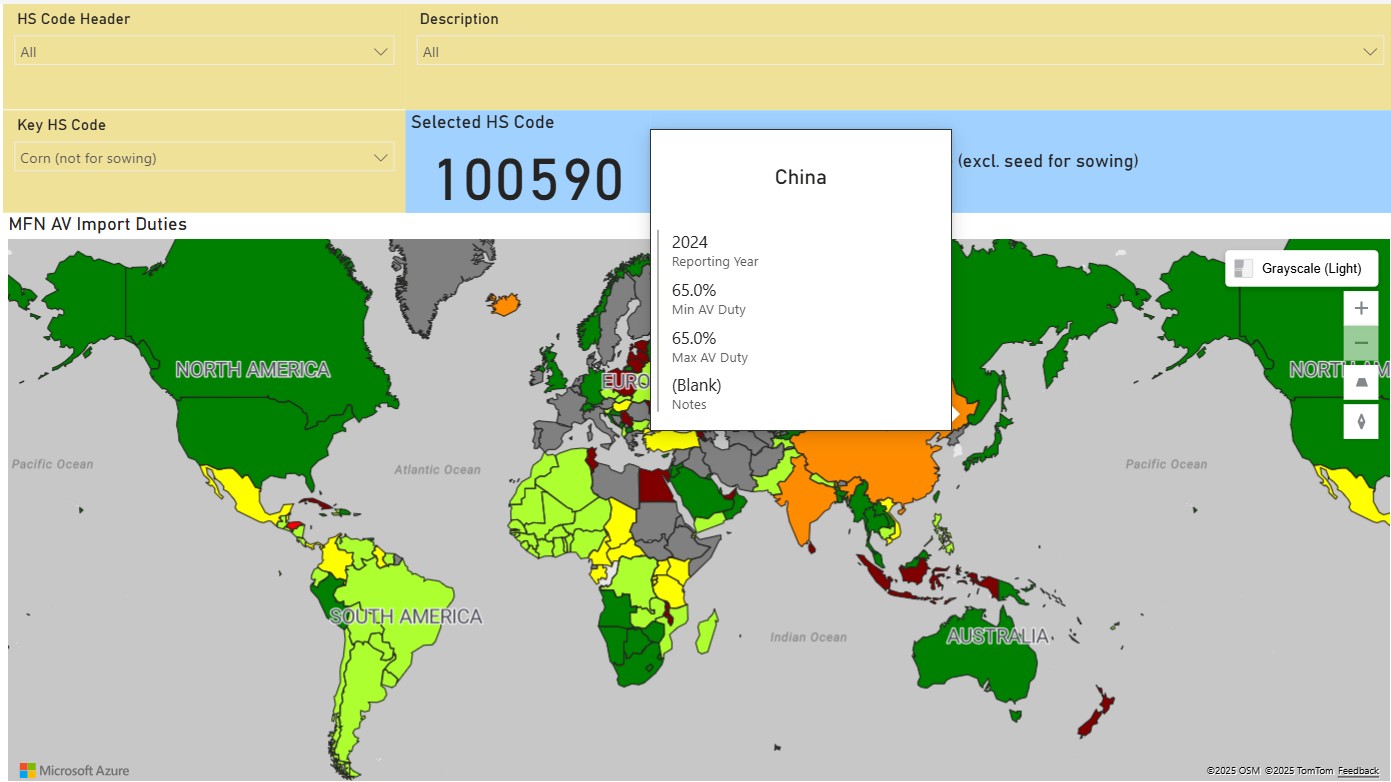 HS Code Header
Description
All
All
Key HS Code
Selected HS Code
Corn (not for sowing)
100590
(excl. seed for sowing)
China
2024
Reporting Year
65.0%
Min AV Duty
65.0%
Max AV Duty
(Blank)
Notes
MFN AV Import Duties
Grayscale (Light)
NORTH AMERICA
EURO
NORTH AM
Pacific Ocean
Atlantic Ocean
Pacific Ocean
SOUTH AMERICA
Indian Ocean
AUSTRALIA
Microsoft Azure
©2025 OSM ©2025 TomTom Feedback